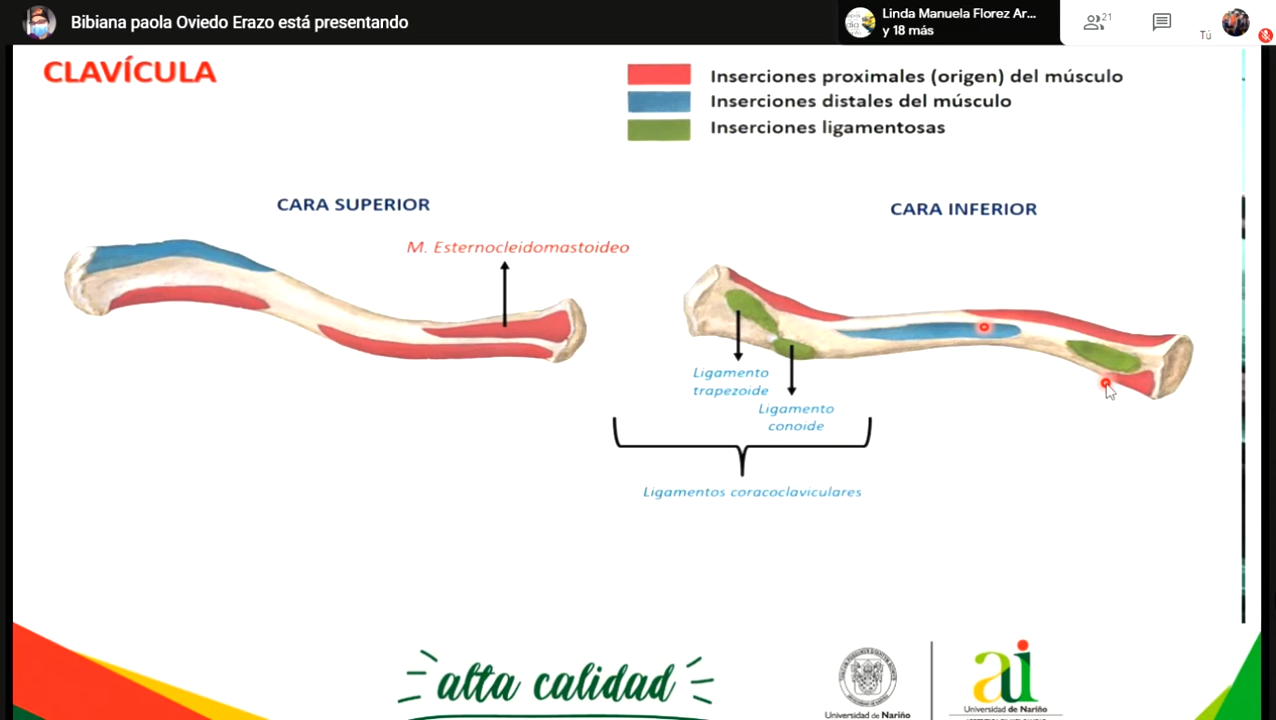 Bibiana paola Oviedo Erazo está presentando
Linda Manuela Florez Ar...
y 18 más
21
Tú
CLAVÍCULA
Inserciones proximales (origen) del músculo
Inserciones distales del músculo
Inserciones ligamentosas
CARA SUPERIOR
CARA INFERIOR
M. Esternocleidomastoideo
Ligamento
trapezoide
Ligamento
conoide
Ligamentos coracoclaviculares
alta calidad
Universidad de Nariño
ai
Universidad de Nariño